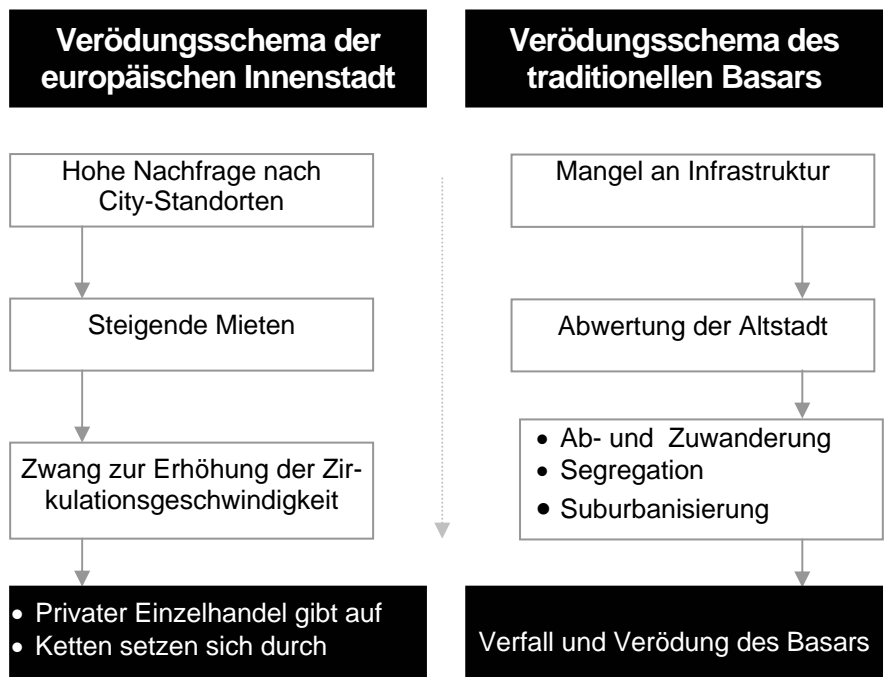 Verödungsschema der
europäischen Innenstadt
Hohe Nachfrage nach
City-Standorten
Steigende Mieten
Zwang zur Erhöhung der Zir-
kulationsgeschwindigkeit
• Privater Einzelhandel gibt auf
• Ketten setzen sich durch
Verödungsschema des
traditionellen Basars
Mangel an Infrastruktur
Abwertung der Altstadt
• Ab- und Zuwanderung
• Segregation
• Suburbanisierung
Verfall und Verödung des Basars